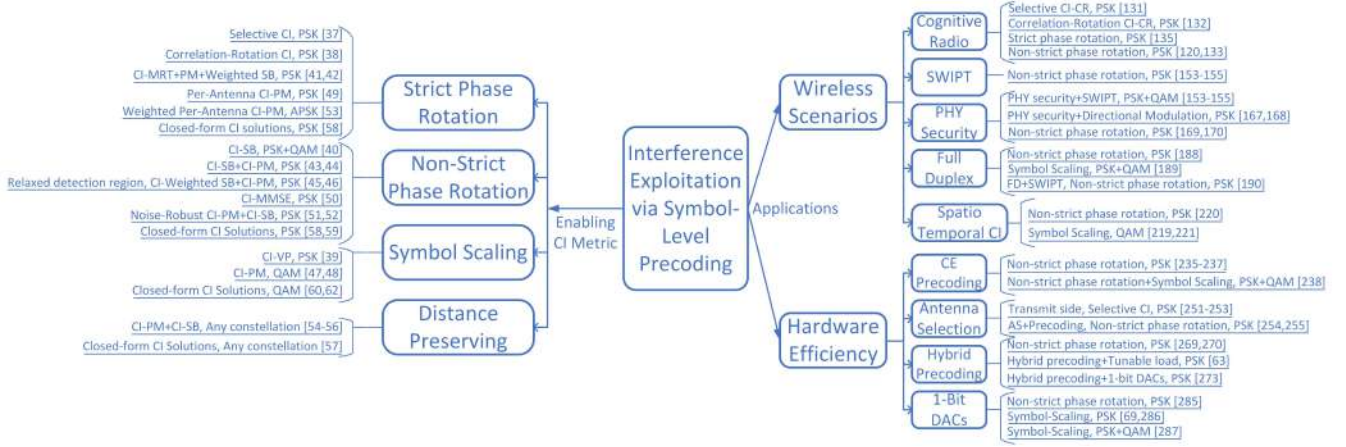 Selective CI, PSK [37]
Correlation-Rotation CI, PSK [38]
CI-MRT+PM+Weighted SB, PSK [41,42]
Per-Antenna CI-PM, PSK [49]
Weighted Per-Antenna CI-PM, APSK [53]
Closed-form CI solutions, PSK [58]
Strict Phase
Rotation
CI-SB, PSK+QAM [40]
CI-SB+CI-PM, PSK [43,44]
Relaxed detection region, CI-Weighted SB+CI-PM, PSK [45,46]
CI-MMSE, PSK [50]
Noise-Robust CI-PM+CI-SB, PSK [51,52]
Closed-form CI Solutions, PSK [58,59]
Non-Strict
Phase Rotation
CI-VP, PSK [39]
CI-PM, QAM [47,48]
Closed-form CI Solutions, QAM [60,62]
Symbol Scaling
CI-PM+CI-SB, Any constellation [54-56]
Closed-form CI Solutions, Any constellation [57]
Distance
Preserving
Enabling
CI Metric
Interference
Exploitation
via Symbol-
Level
Precoding
Applications
Wireless
Scenarios
Cognitive
Radio
Selective CI-CR, PSK [131]
Correlation-Rotation CI-CR, PSK [132]
Strict phase rotation, PSK [135]
Non-strict phase rotation, PSK [120,133]
SWIPT
Non-strict phase rotation, PSK [153-155]
PHY
Security
PHY security+SWIPT, PSK+QAM [153-155]
PHY security+Directional Modulation, PSK [167,168]
Non-strict phase rotation, PSK [169,170]
Full
Duplex
Non-strict phase rotation, PSK [188]
Symbol Scaling, PSK+QAM [189]
FD+SWIPT, Non-strict phase rotation, PSK [190]
Spatio
Temporal CI
Non-strict phase rotation, PSK [220]
Symbol Scaling, QAM [219,221]
Hardware
Efficiency
CE
Precoding
Non-strict phase rotation, PSK [235-237]
Non-strict phase rotation+Symbol Scaling, PSK+QAM [238]
Antenna
Selection
Transmit side, Selective CI, PSK [251-253]
AS+Precoding, Non-strict phase rotation, PSK [254,255]
Hybrid
Precoding
Non-strict phase rotation, PSK [269,270]
Hybrid precoding+Tunable load, PSK [63]
Hybrid precoding+1-bit DACs, PSK [273]
1-Bit
DACs
Non-strict phase rotation, PSK [285]
Symbol-Scaling, PSK [69,286]
Symbol-Scaling, PSK+QAM [287]